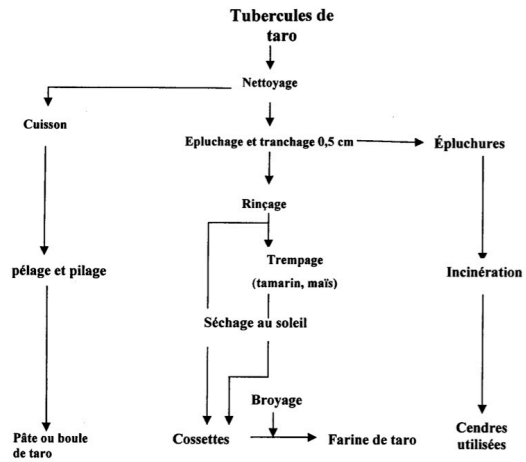 Tubercules de
taro
Nettoyage
Cuisson
Epluchage et tranchage 0,5 cm
Épluchures
Rinçage
Trempage
(tamarin, maïs)
pélage et pilage
Incinération
Séchage au soleil
Broyage
Pâte ou boule
de taro
Cossettes
Farine de taro
Cendres
utilisées